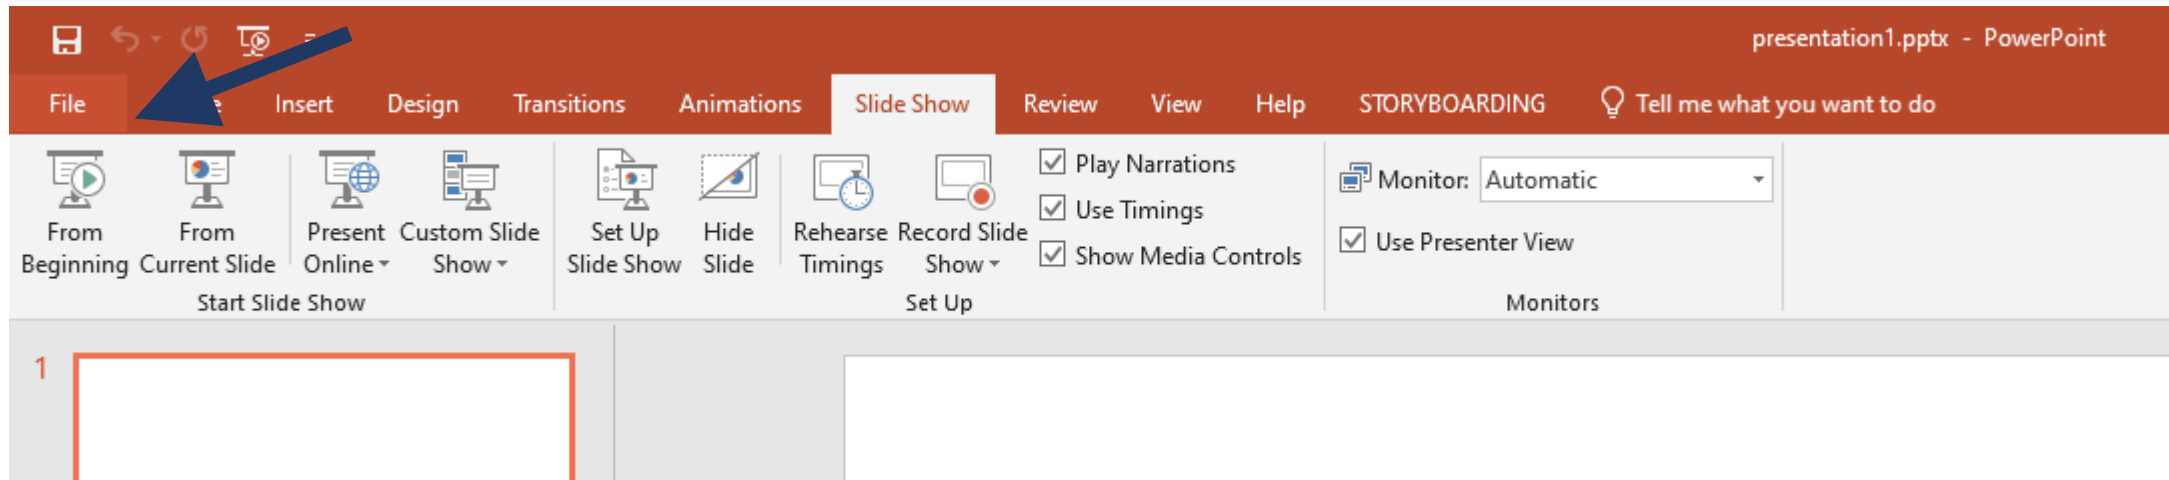 presentation1.pptx - PowerPoint
File Insert Design Transitions Animations Slide Show Review View Help STORYBOARDING Tell me what you want to do
From Beginning
From Current Slide
Present Online
Custom Slide Show
Start Slide Show
Set Up Slide Show
Hide Slide
Rehearse Timings
Record Slide Show
Play Narrations
Use Timings
Show Media Controls
Set Up
Monitor: Automatic
Use Presenter View
Monitors
1